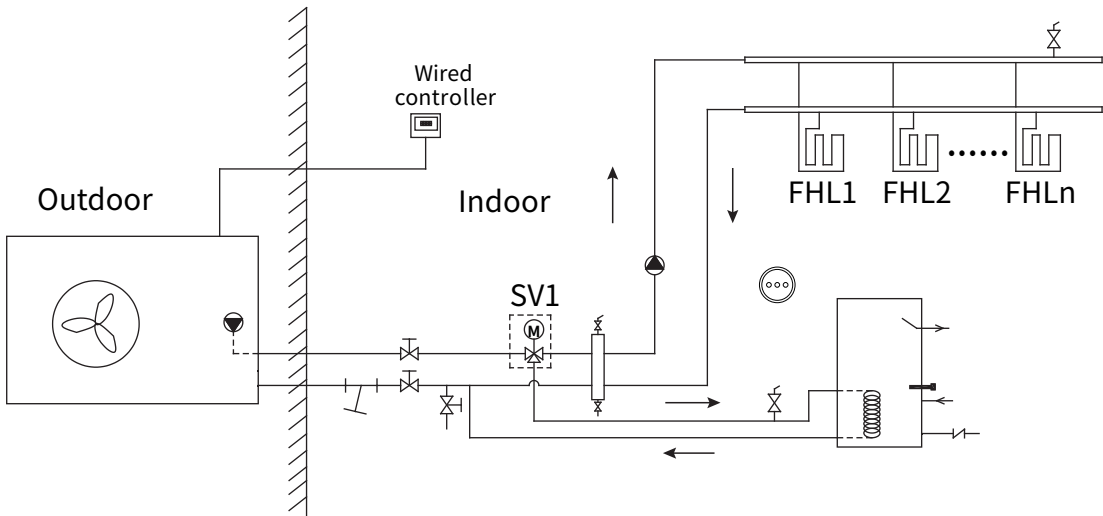 Wired
controller
Outdoor
Indoor
FHL1
FHL2
FHLn
SV1
M